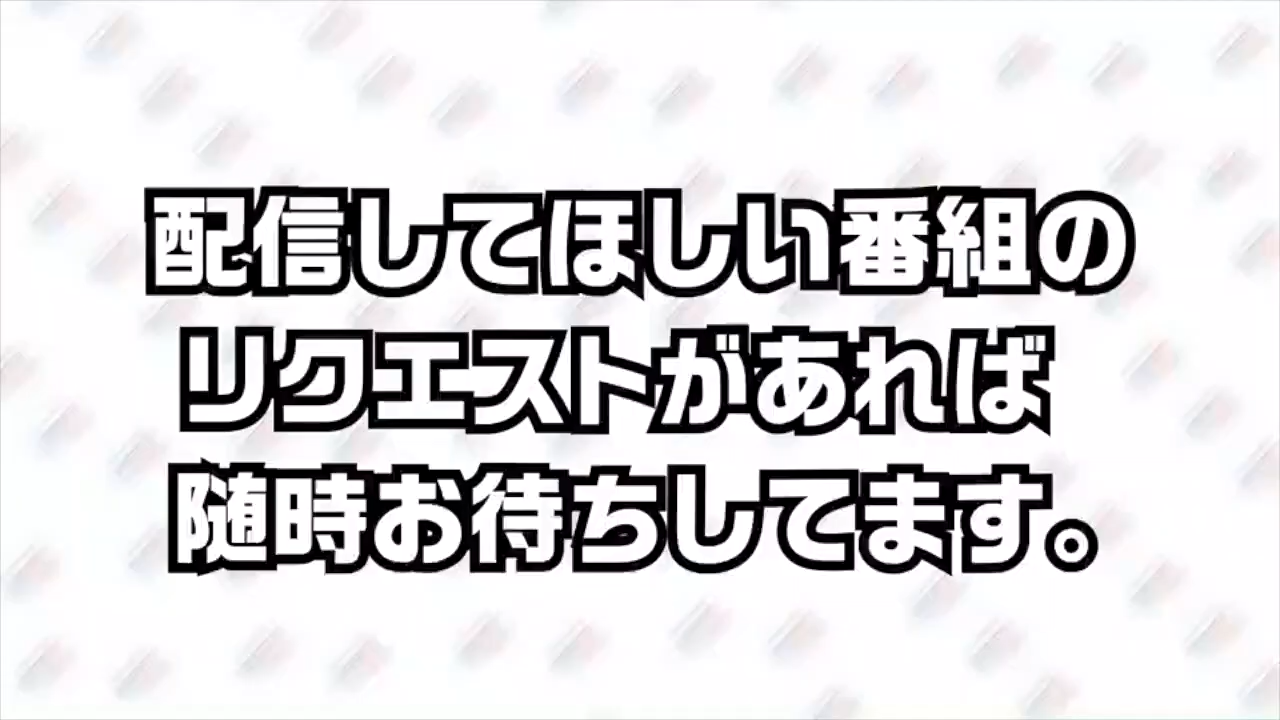 配信してほしい番組の
リクエストがあれば
随時お待ちしてます。